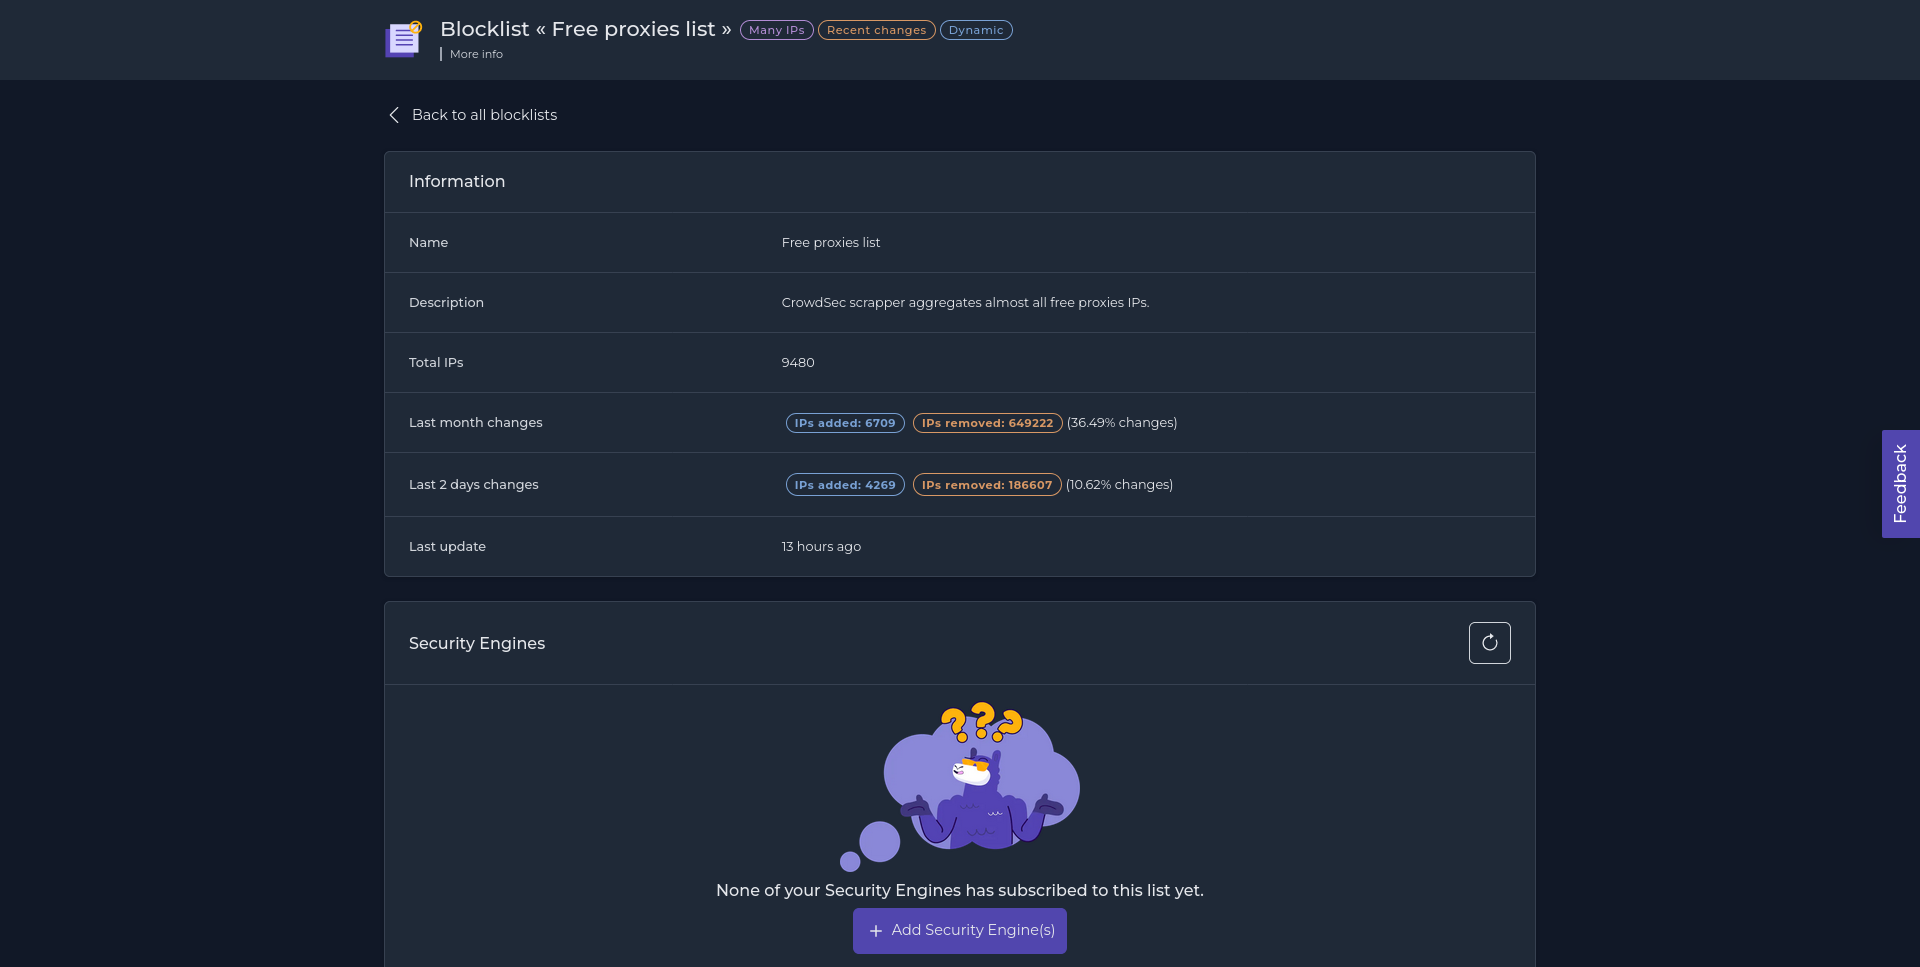 Blocklist « Free proxies list » Many IPs Recent changes Dynamic
More info
Back to all blocklists
Information
Name Free proxies list
Description CrowdSec scrapper aggregates almost all free proxies IPs.
Total IPs 9480
Last month changes IPs added: 6709 IPs removed: 649222 (36.49% changes)
Last 2 days changes IPs added: 4269 IPs removed: 186607 (10.62% changes)
Last update 13 hours ago
Feedback
Security Engines
???
None of your Security Engines has subscribed to this list yet.
+ Add Security Engine(s)